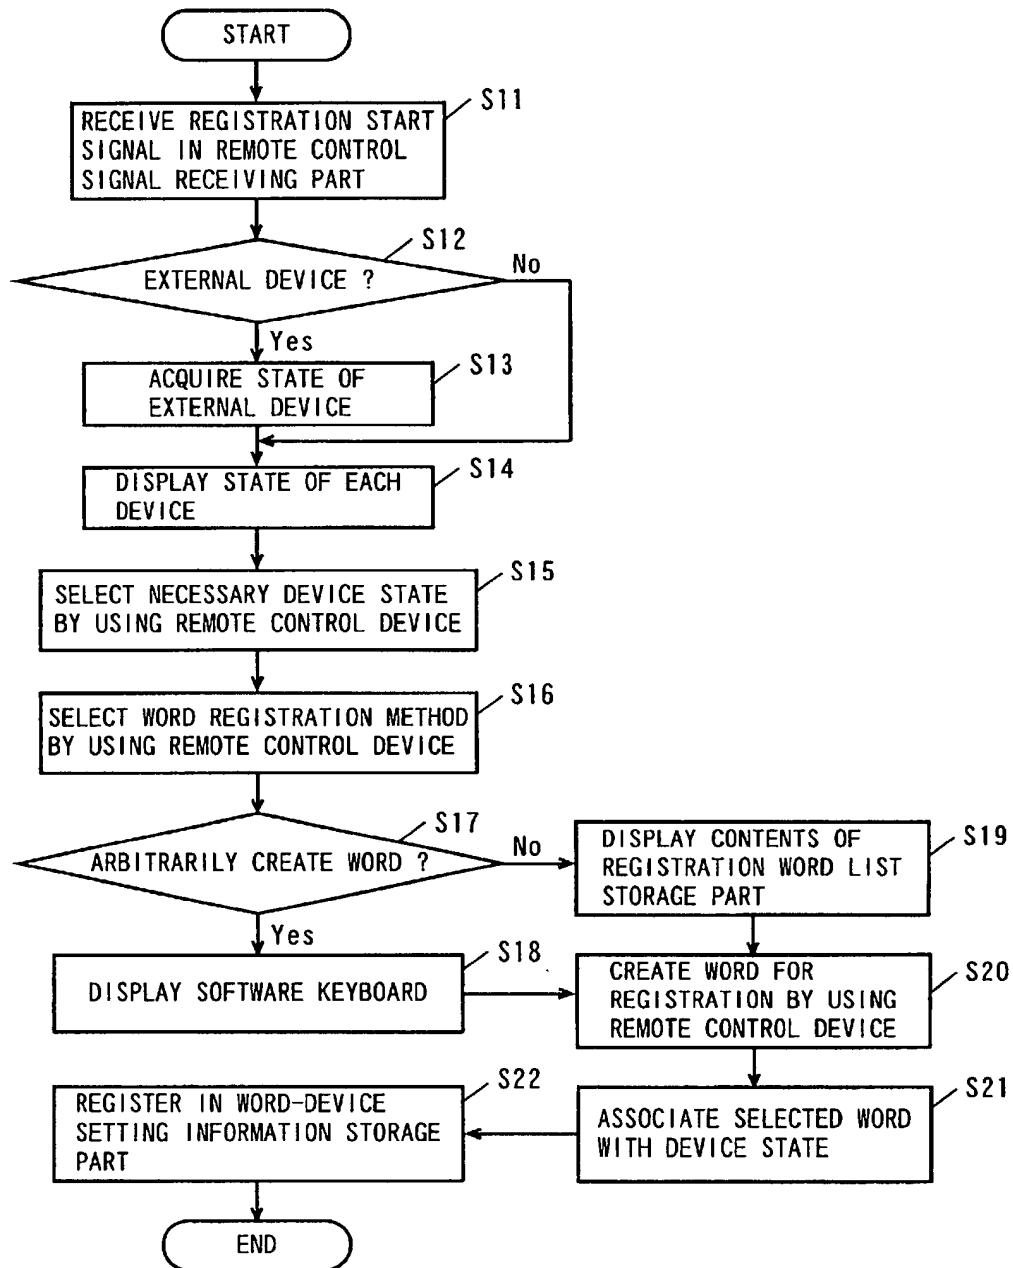 START
S11
RECEIVE REGISTRATION START
SIGNAL IN REMOTE CONTROL
SIGNAL RECEIVING PART
S12
EXTERNAL DEVICE ?
No
Yes
S13
ACQUIRE STATE OF
EXTERNAL DEVICE
S14
DISPLAY STATE OF EACH
DEVICE
S15
SELECT NECESSARY DEVICE STATE
BY USING REMOTE CONTROL DEVICE
S16
SELECT WORD REGISTRATION METHOD
BY USING REMOTE CONTROL DEVICE
S17
ARBITRARILY CREATE WORD ?
No
Yes
S19
DISPLAY CONTENTS OF
REGISTRATION WORD LIST
STORAGE PART
S18
DISPLAY SOFTWARE KEYBOARD
S20
CREATE WORD FOR
REGISTRATION BY USING
REMOTE CONTROL DEVICE
S21
ASSOCIATE SELECTED WORD
WITH DEVICE STATE
S22
REGISTER IN WORD-DEVICE
SETTING INFORMATION STORAGE
PART
END